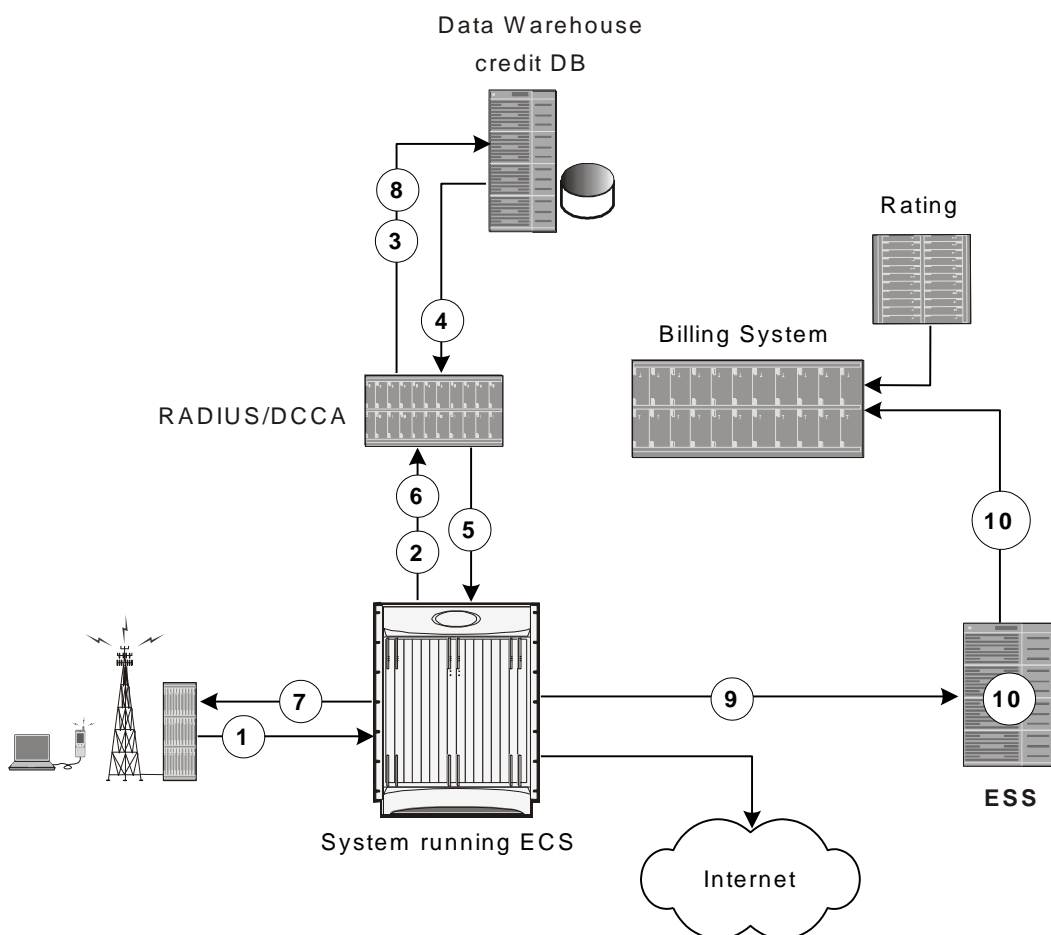 Data Warehouse
credit DB
8
3
4
Rating
Billing System
RADIUS/DCCA
6
2
5
10
7
1
9
10
ESS
System running ECS
Internet